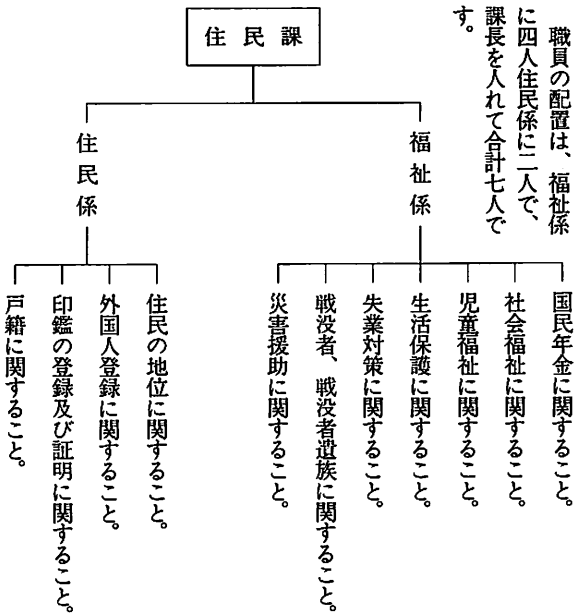 職員の配置は、福祉係
に四人住民係に二人で、
課長を人れて合計七人で
す。
住民課
福祉係
国民年金に関すること。
社会福祉に関すること。
児童福祉に関すること。
生活保護に関すること。
失業対策に関すること。
戦没者、戦没者遺族に関すること。
災害援助に関すること。
住民係
住民の地位に関すること。
外国人登録に関すること。
印鑑の登録及び証明に関すること。
戸籍に関すること。